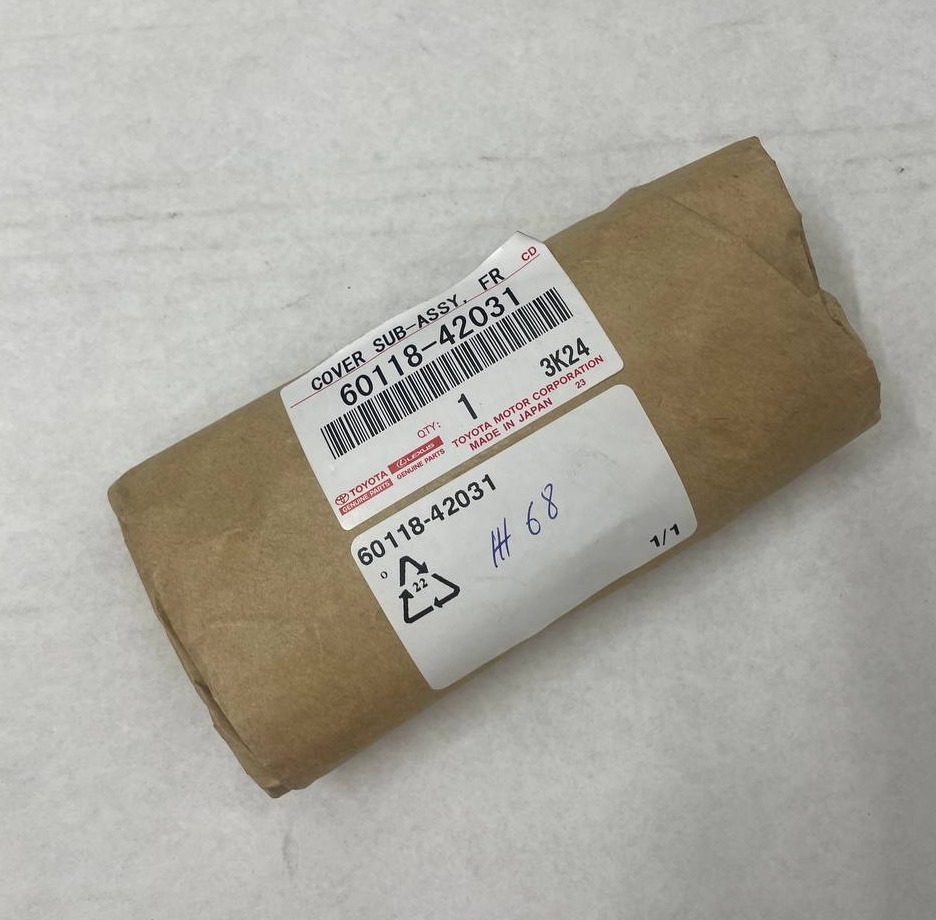 CD
COVER SUB-ASSY, FR
60118-42031
QTY: 1 3K24
TOYOTA LEXUS TOYOTA MOTOR CORPORATION
GENUINE PARTS GENUINE PARTS MADE IN JAPAN 23
60118-42031
H 68
0
22
1/1